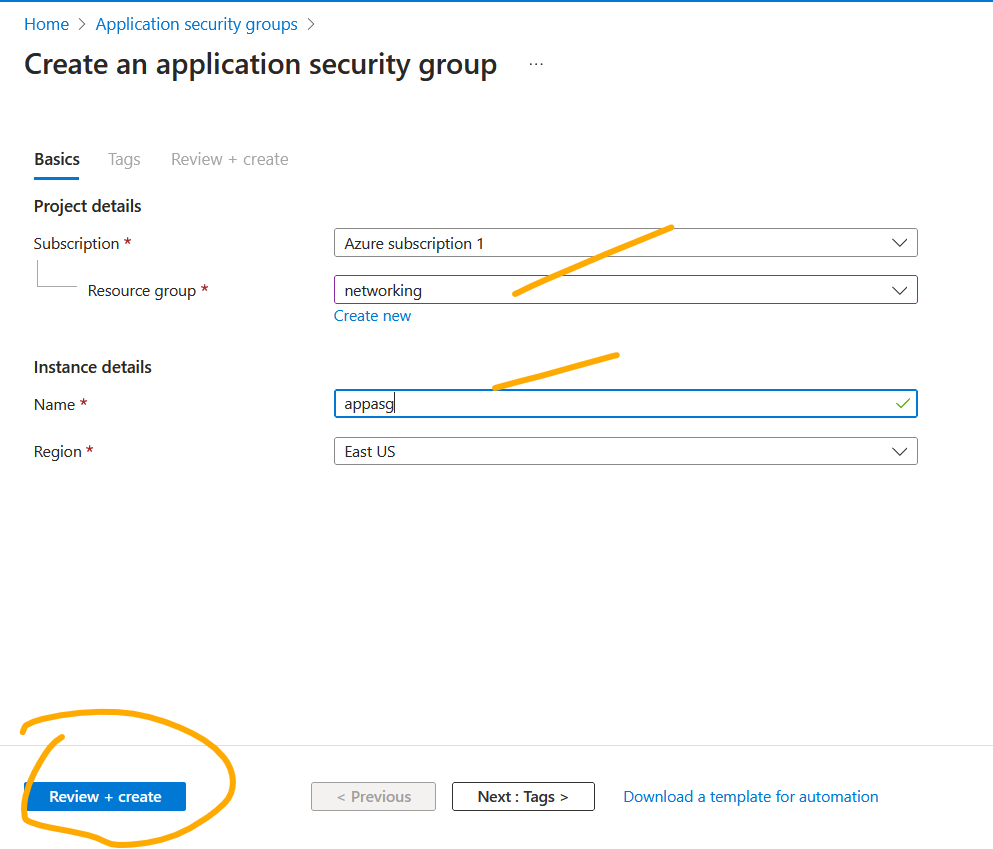 Home > Application security groups >
Create an application security group ...
Basics Tags Review + create
Project details
Subscription * Azure subscription 1
Resource group * networking
Create new
Instance details
Name * appasg
Region * East US
Review + create < Previous Next : Tags > Download a template for automation